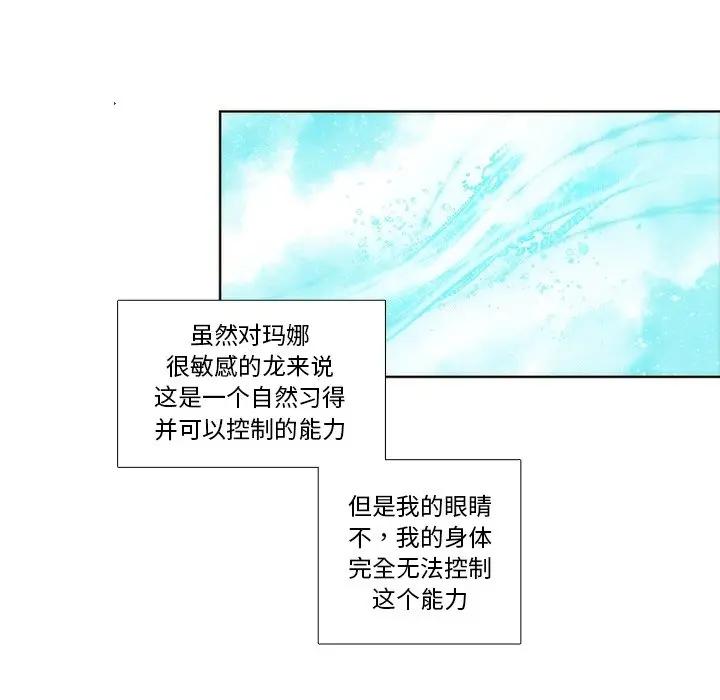 虽然对玛娜
很敏感的龙来说
这是一个自然习得
并可以控制的能力
但是我的眼睛
不，我的身体
完全无法控制
这个能力